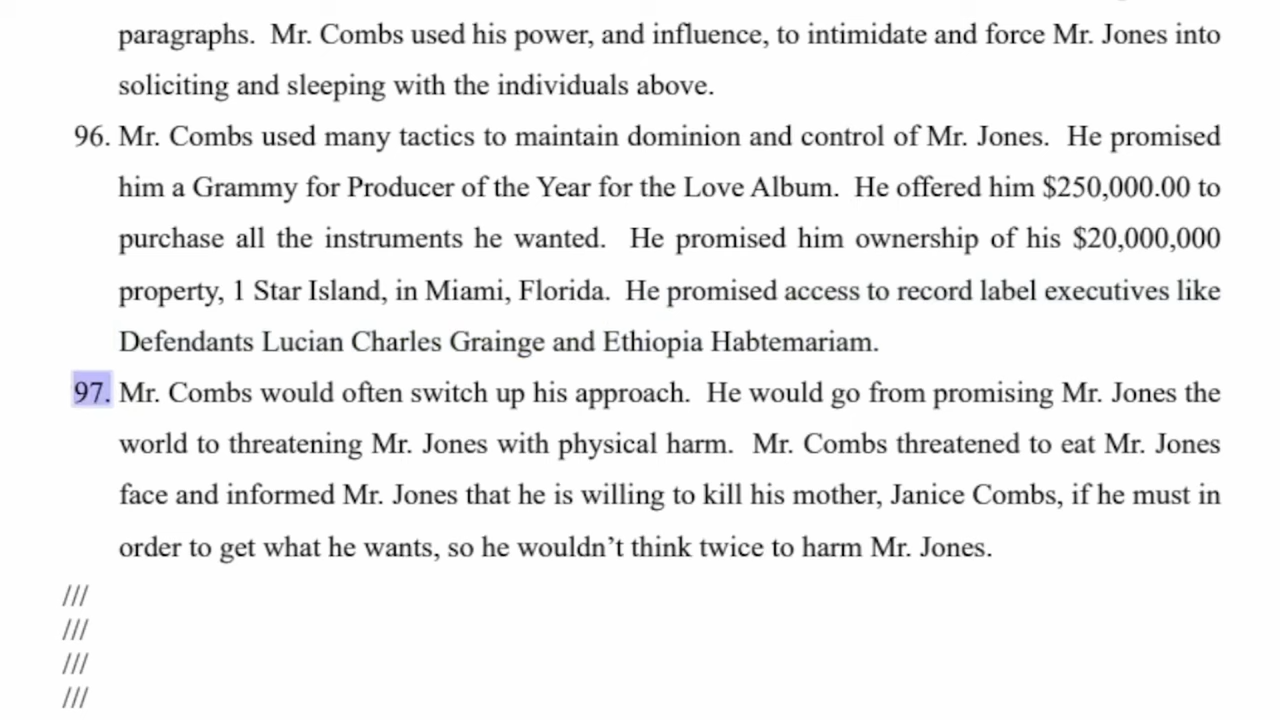 paragraphs. Mr. Combs used his power, and influence, to intimidate and force Mr. Jones into
soliciting and sleeping with the individuals above.
96. Mr. Combs used many tactics to maintain dominion and control of Mr. Jones. He promised
him a Grammy for Producer of the Year for the Love Album. He offered him $250,000.00 to
purchase all the instruments he wanted. He promised him ownership of his $20,000,000
property, 1 Star Island, in Miami, Florida. He promised access to record label executives like
Defendants Lucian Charles Grainge and Ethiopia Habtemariam.
97. Mr. Combs would often switch up his approach. He would go from promising Mr. Jones the
world to threatening Mr. Jones with physical harm. Mr. Combs threatened to eat Mr. Jones
face and informed Mr. Jones that he is willing to kill his mother, Janice Combs, if he must in
order to get what he wants, so he wouldn’t think twice to harm Mr. Jones.
///
///
///
///